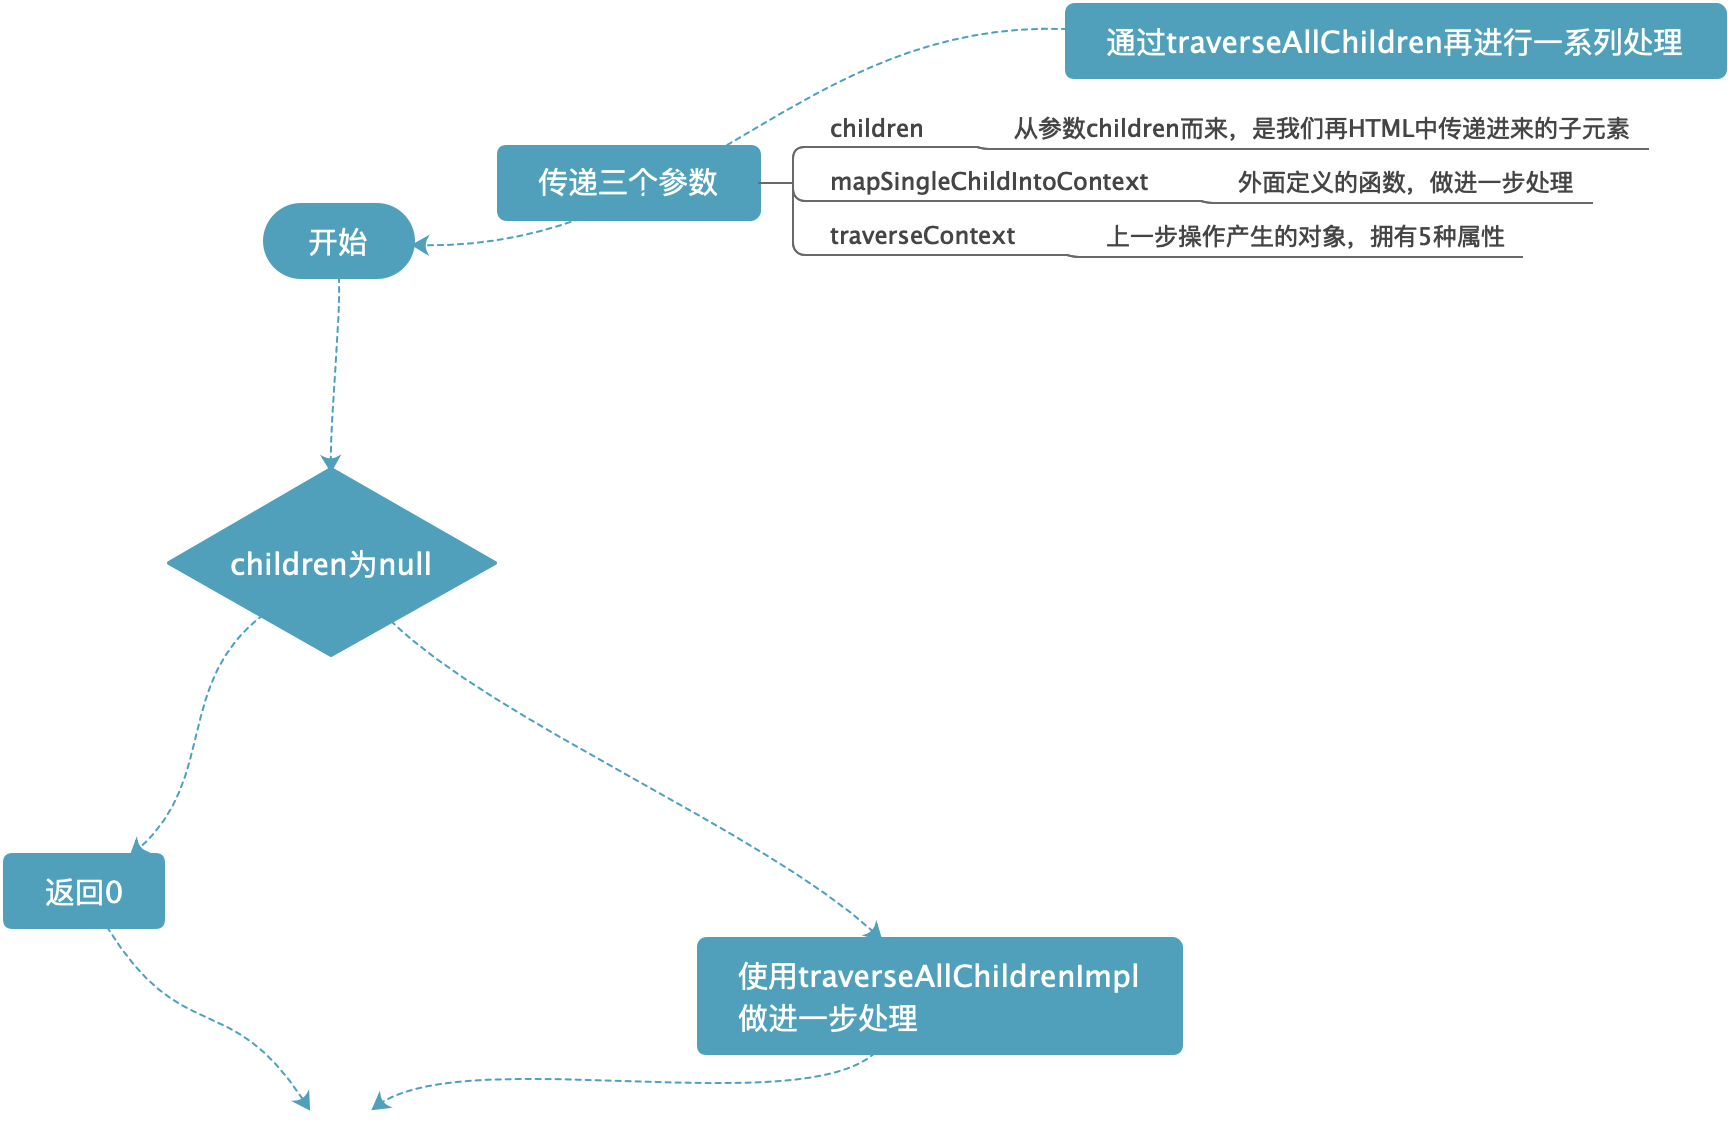 通过traverseAllChildren再进行一系列处理
children
从参数children而来，是我们再HTML中传递进来的子元素
传递三个参数
mapSingleChildIntoContext
外面定义的函数，做进一步处理
traverseContext
上一步操作产生的对象，拥有5种属性
开始
children为null
返回0
使用traverseAllChildrenImpl
做进一步处理